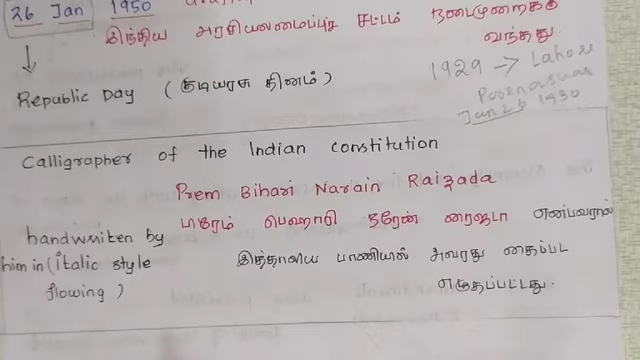 26 Jan 1950
இந்திய அரசியலமைப்புச் சட்டம் நடைமுறைக்கு
வந்தது.
Republic Day (குடியரசு தினம்)
1929 → Lahore
Jan 26 1930
Calligrapher of the Indian constitution
Prem Bihari Narain Raizada
பிரேம் பெஹாரி நரேன் ரைஜடா என்பவரால்
handwriten by
him in (italic style
flowing)
இத்தாலிய பாணியில் அவரது கைப்பட
எழுதப்பட்டது.